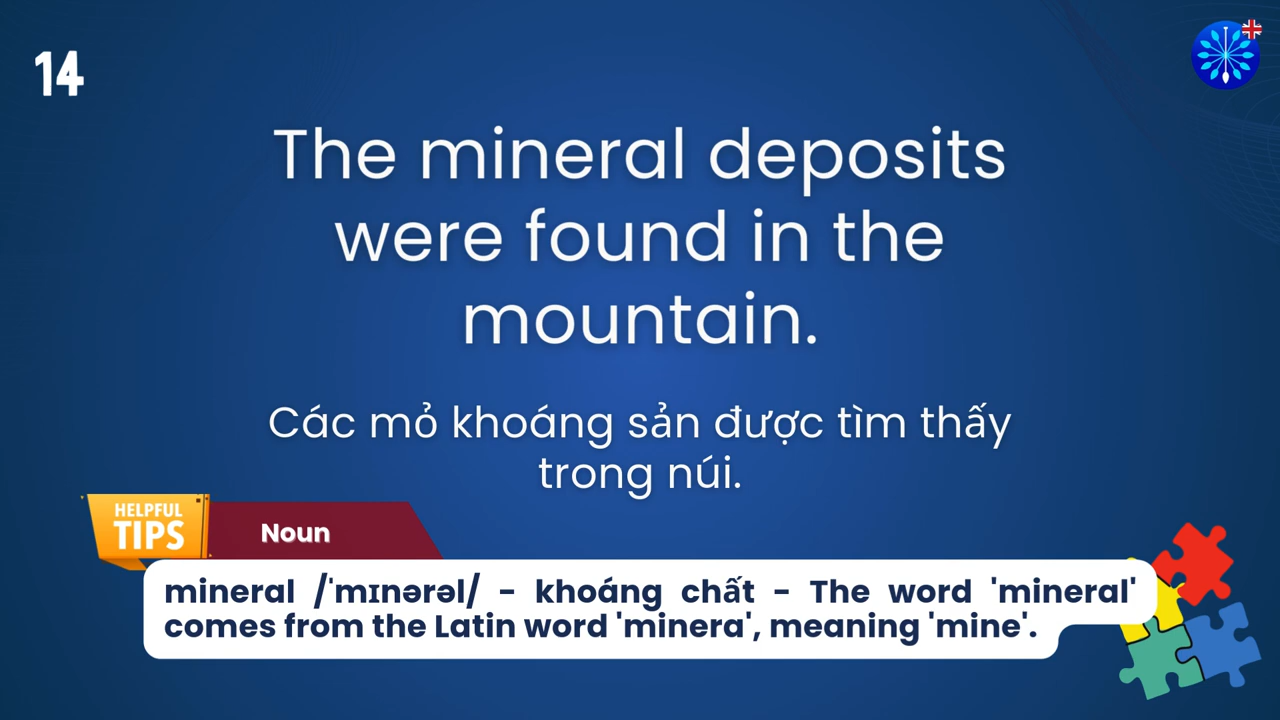 14
The mineral deposits
were found in the
mountain.
Các mỏ khoáng sản được tìm thấy
trong núi.
HELPFUL
TIPS
Noun
mineral /ˈmɪnərəl/ - khoáng chất - The word 'mineral'
comes from the Latin word 'minera', meaning 'mine'.